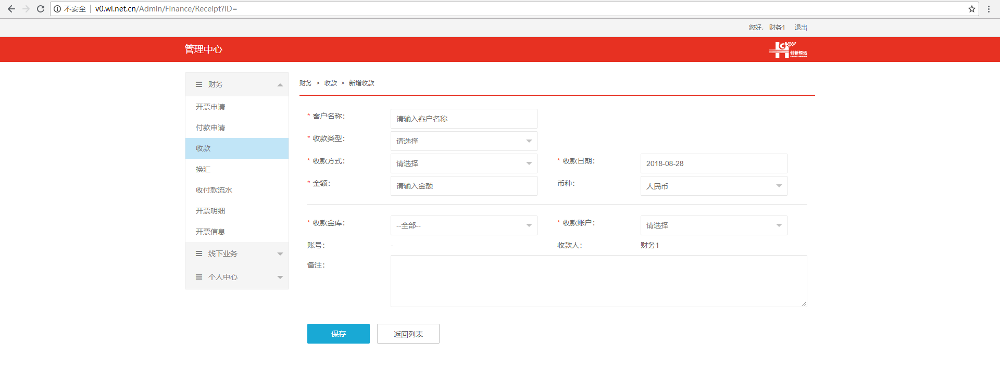 不安全 v0.wl.net.cn/Admin/Finance/Receipt?ID=
您好， 财务1 退出
管理中心
创新恒远
财务
开票申请
付款申请
收款
换汇
收付款流水
开票明细
开票信息
线下业务
个人中心
财务 > 收款 > 新增收款
* 客户名称： 请输入客户名称
* 收款类型： 请选择
* 收款方式： 请选择 * 收款日期： 2018-08-28
* 金额： 请输入金额 币种： 人民币
* 收款金库： --全部-- * 收款账户： 请选择
账号： - 收款人： 财务1
备注：
保存 返回列表